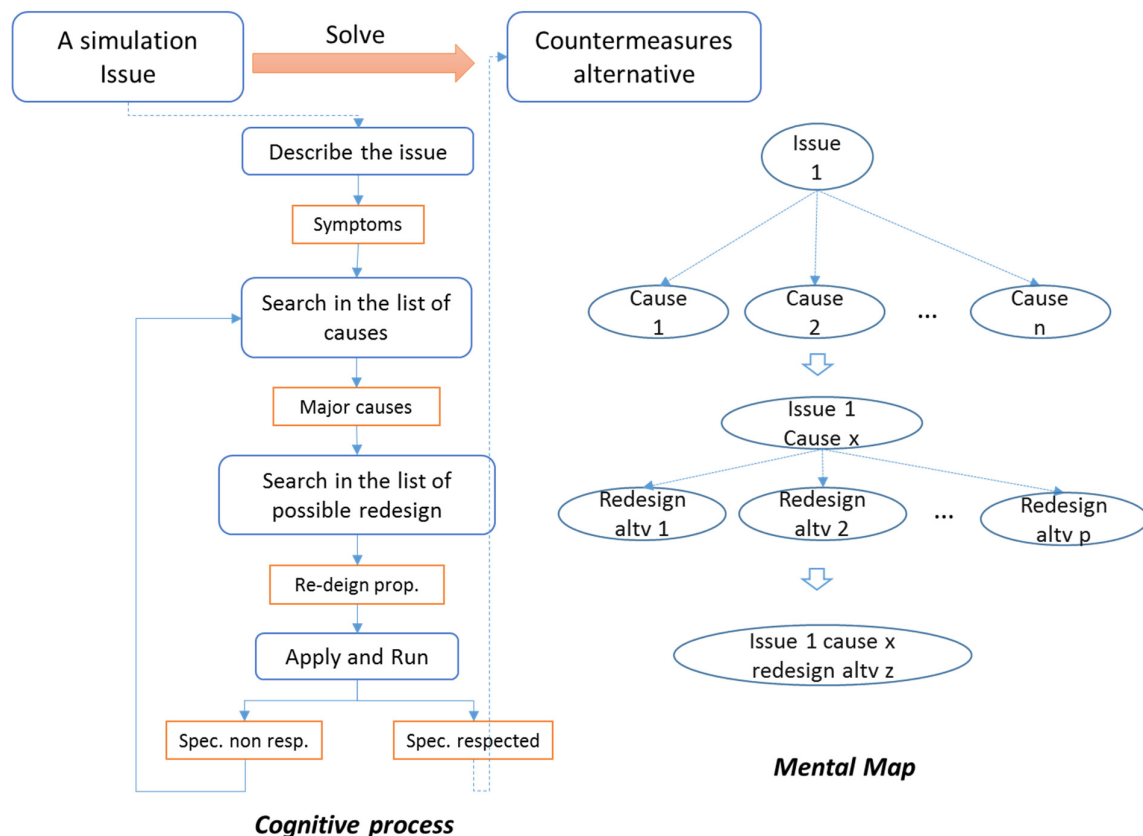 A simulation
Issue
Solve
Countermeasures
alternative
Describe the issue
Symptoms
Search in the list of
causes
Major causes
Search in the list of
possible redesign
Re-deign prop.
Apply and Run
Spec. non resp.
Spec. respected
Cognitive process
Issue
1
Cause
1
Cause
2
...
Cause
n
Issue 1
Cause x
Redesign
altv 1
Redesign
altv 2
...
Redesign
altv p
Issue 1 cause x
redesign altv z
Mental Map